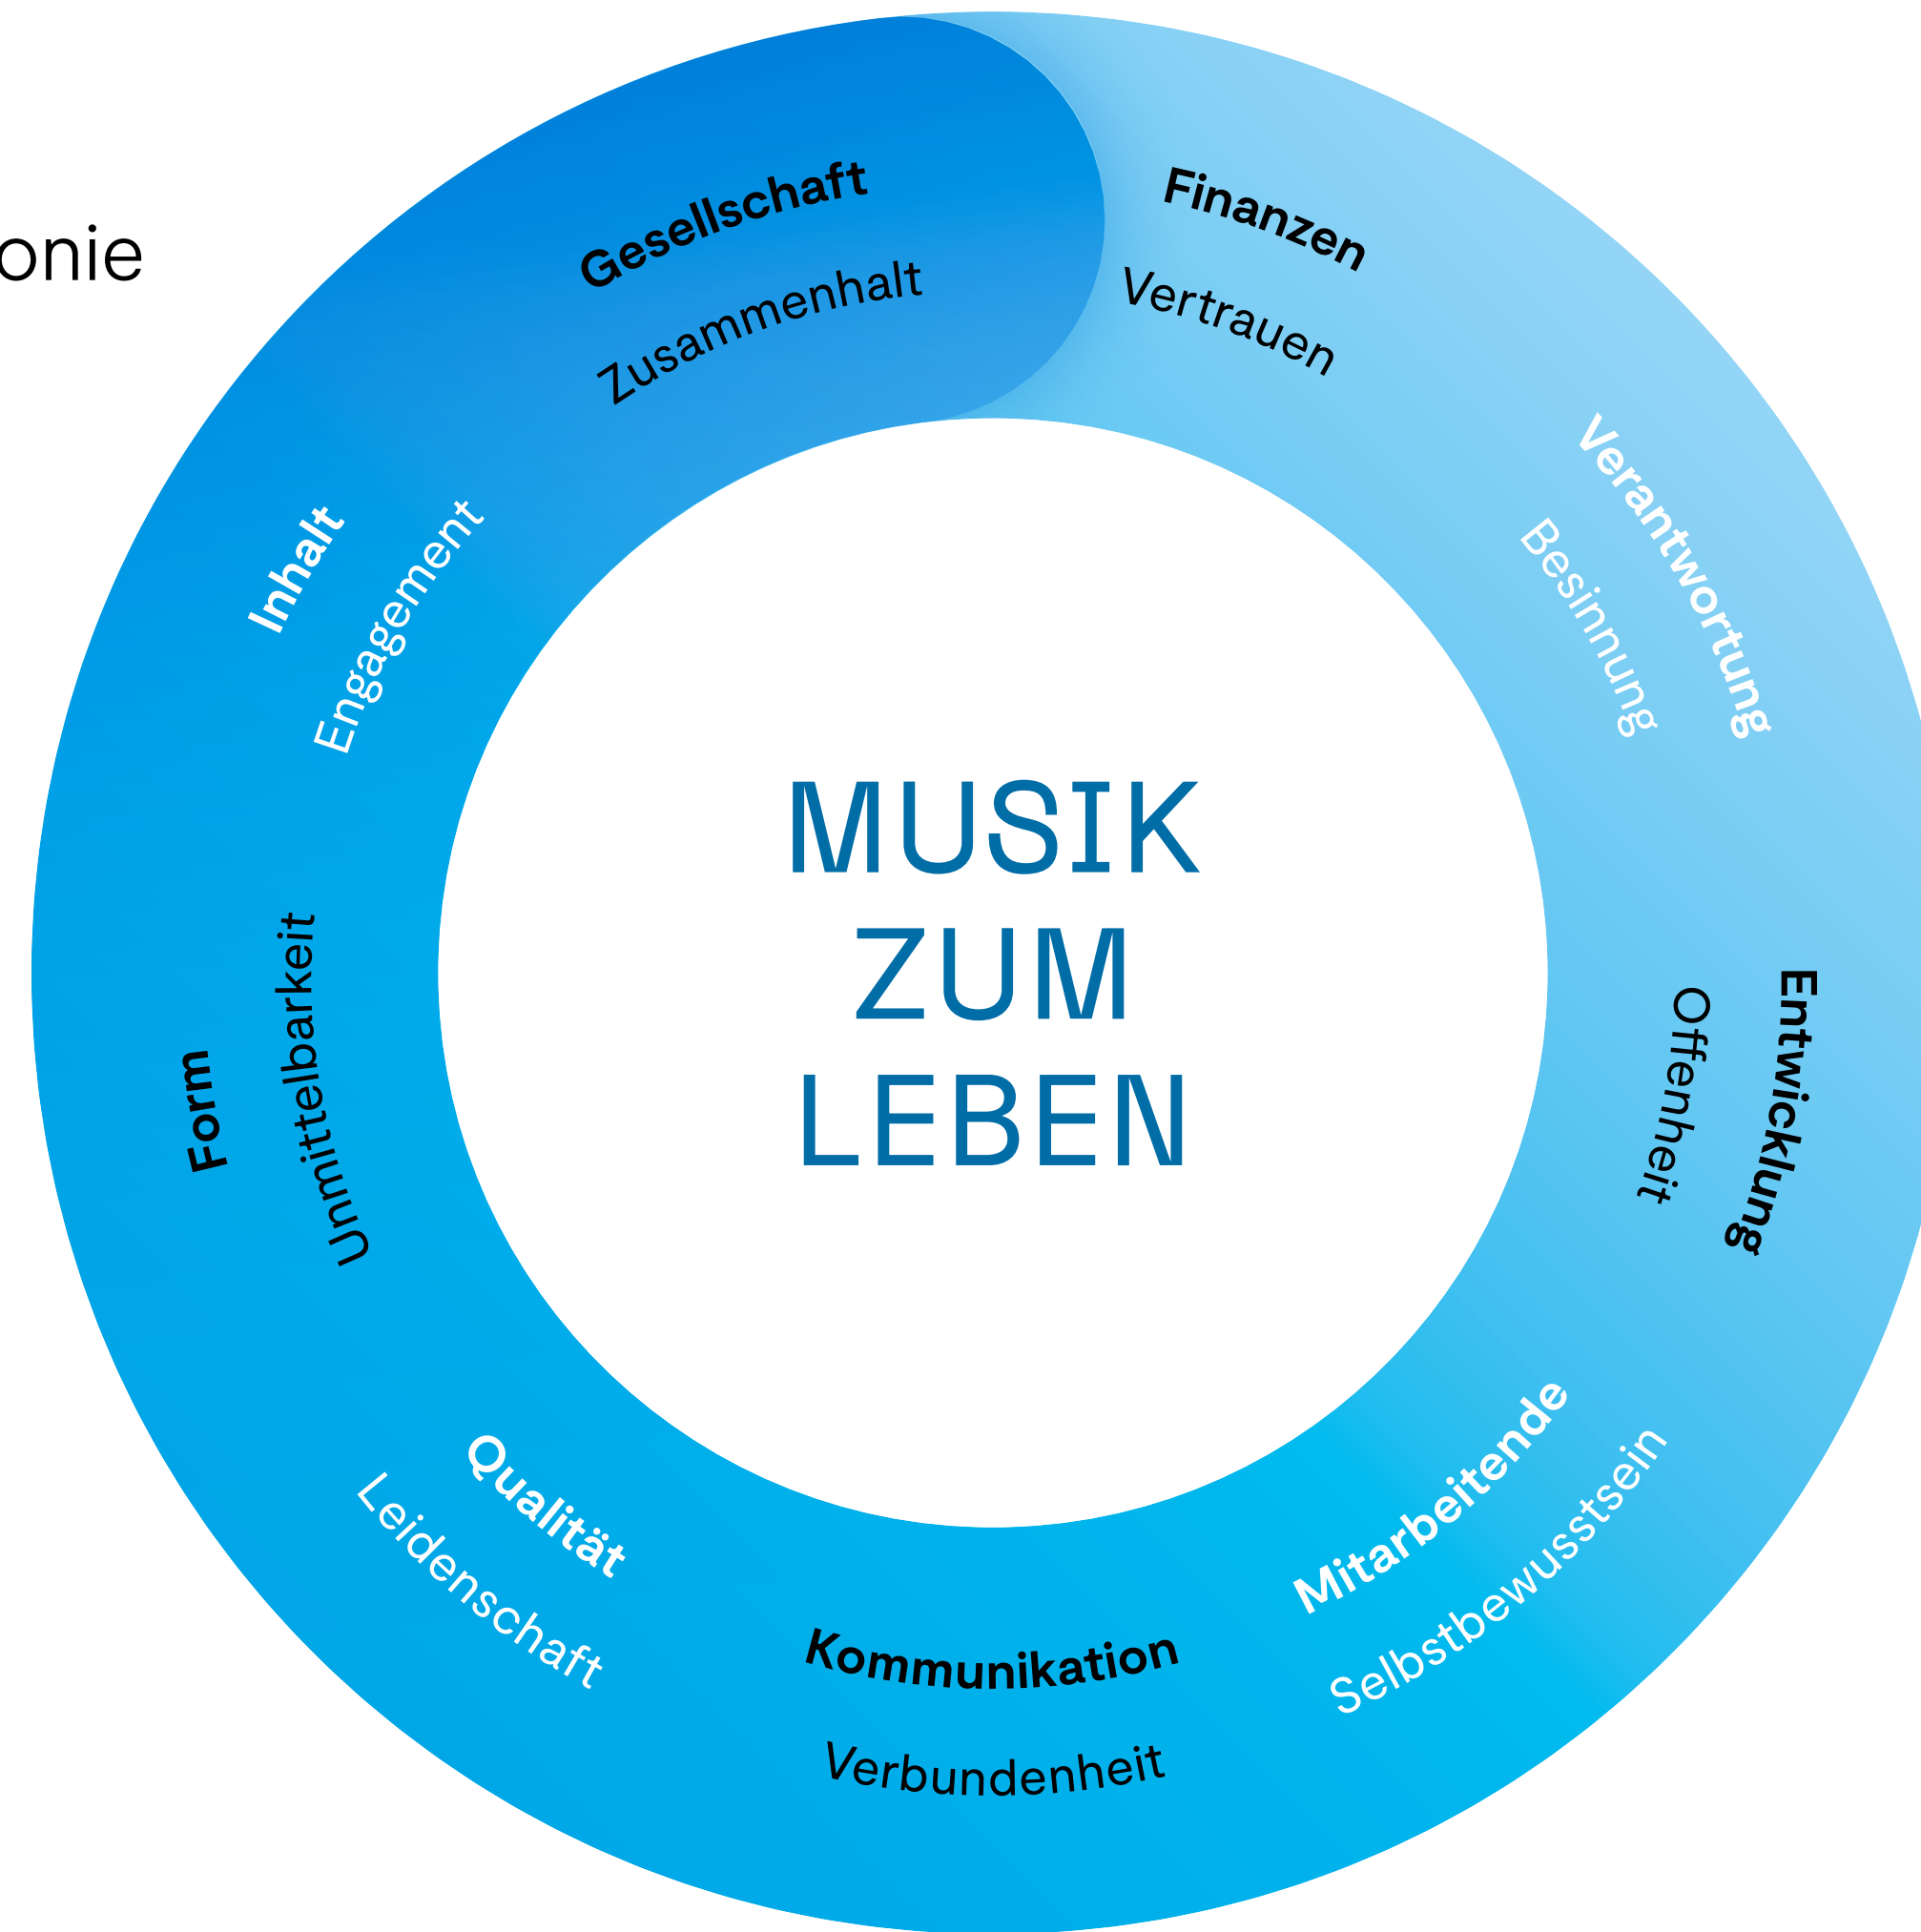 onie
Gesellschaft
Zusammenhalt
Finanzen
Vertrauen
Verantwortung
Besinnung
Entwicklung
Offenheit
Mitarbeitende
Selbstbewusstsein
Kommunikation
Verbundenheit
Qualität
Leidenschaft
Form
Unmittelbarkeit
Inhalt
Engagement
MUSIK
ZUM
LEBEN